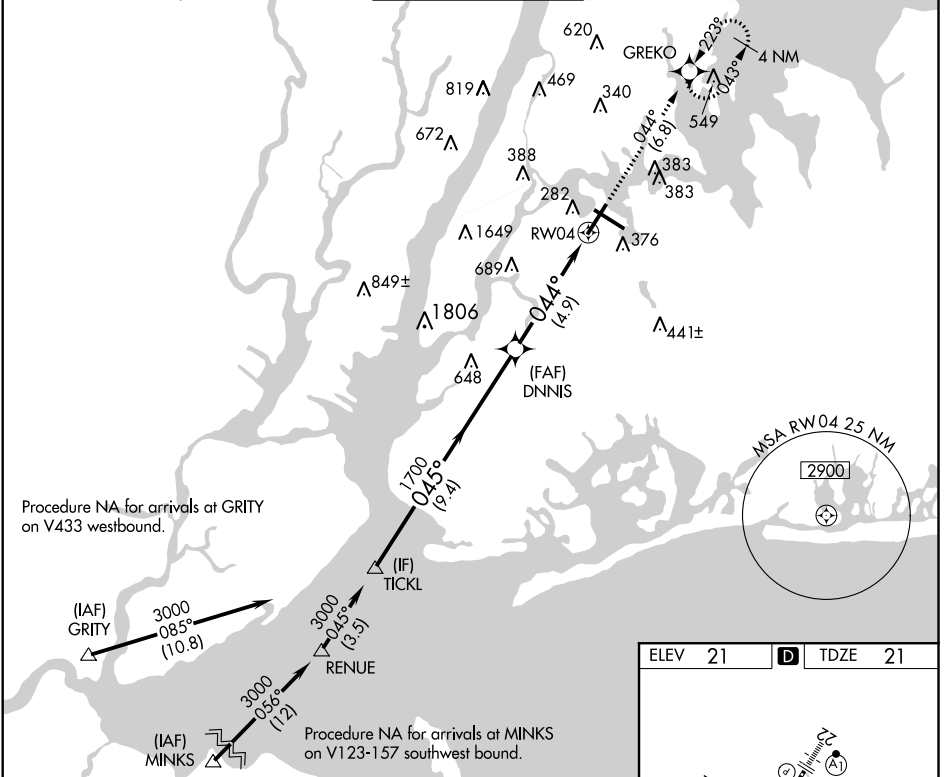 620
GREKO
223°
4 NM
043°
549
819
469
340
672
044°
(6.8)
388
383
383
282
RW04
376
1649
689
849±
1806
044°
(4.9)
441±
648
(FAF)
DNNIS
MSA RW04 25 NM
2900
1700
045°
(9.4)
Procedure NA for arrivals at GRITY
on V433 westbound.
(IF)
TICKL
(IAF)
GRITY
3000
085°
(10.8)
3000
045°
(3.5)
RENUE
3000
056°
(12)
(IAF)
MINKS
Procedure NA for arrivals at MINKS
on V123-157 southwest bound.
ELEV 21 D TDZE 21
22
A1